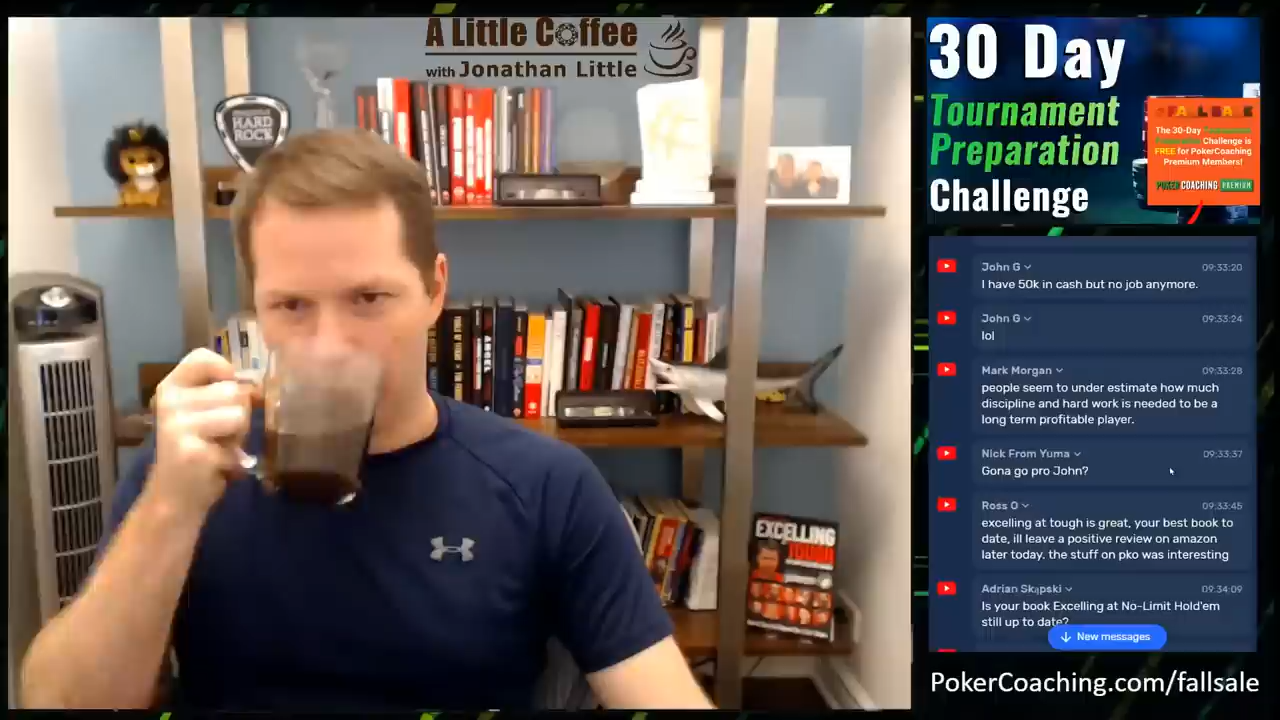 A Little Coffee
with Jonathan Little
HARD
ROCK
EXCELLING
30 Day
Tournament
Preparation
Challenge
FALL SALE
The 30-Day Tournament
Preparation Challenge is
FREE for PokerCoaching
Premium Members!
POKERCOACHING PREMIUM
John G 09:33:20
I have 50k in cash but no job anymore.
John G 09:33:24
lol
Mark Morgan 09:33:28
people seem to under estimate how much
discipline and hard work is needed to be a
long term profitable player.
Nick From Yuma 09:33:37
Gona go pro John?
Ross O 09:33:45
excelling at tough is great, your best book to
date, ill leave a positive review on amazon
later today, the stuff on pko was interesting
Adrian 09:34:09
Is your book Excelling at No-Limit Hold'em
still up to date?
New messages
PokerCoaching.com/fallsale